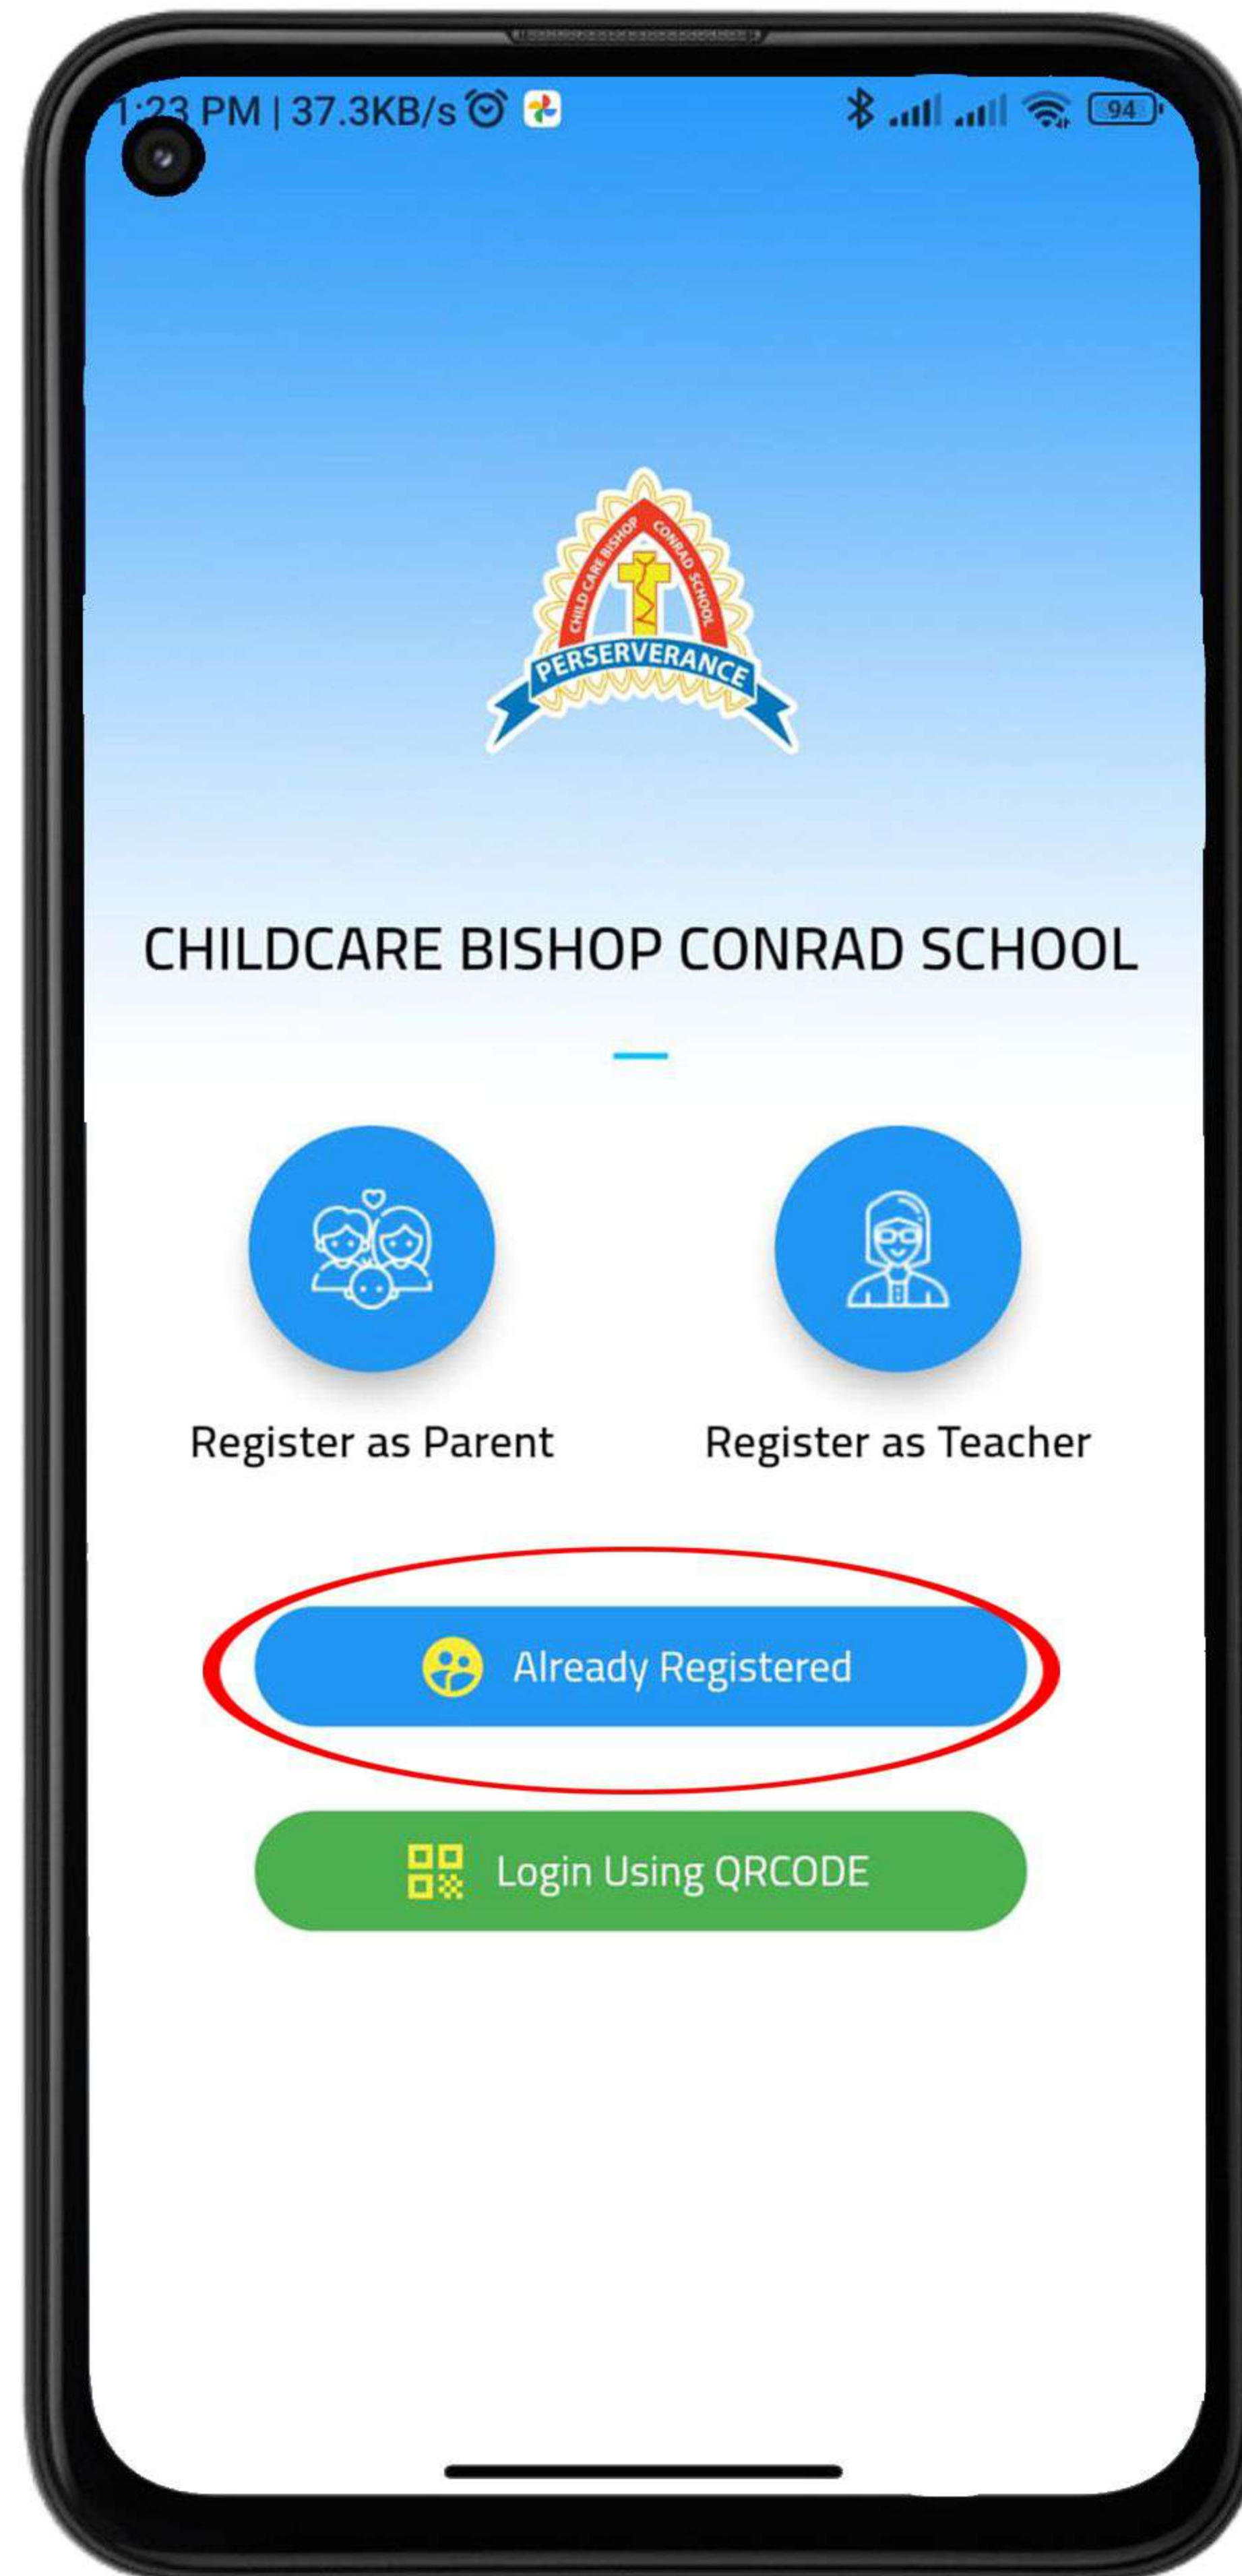 1:23 PM | 37.3KB/s
94
CHILD CARE BISHOP CONRAD SCHOOL
PERSERVERANCE
CHILDCARE BISHOP CONRAD SCHOOL
Register as Parent
Register as Teacher
Already Registered
Login Using QRCODE